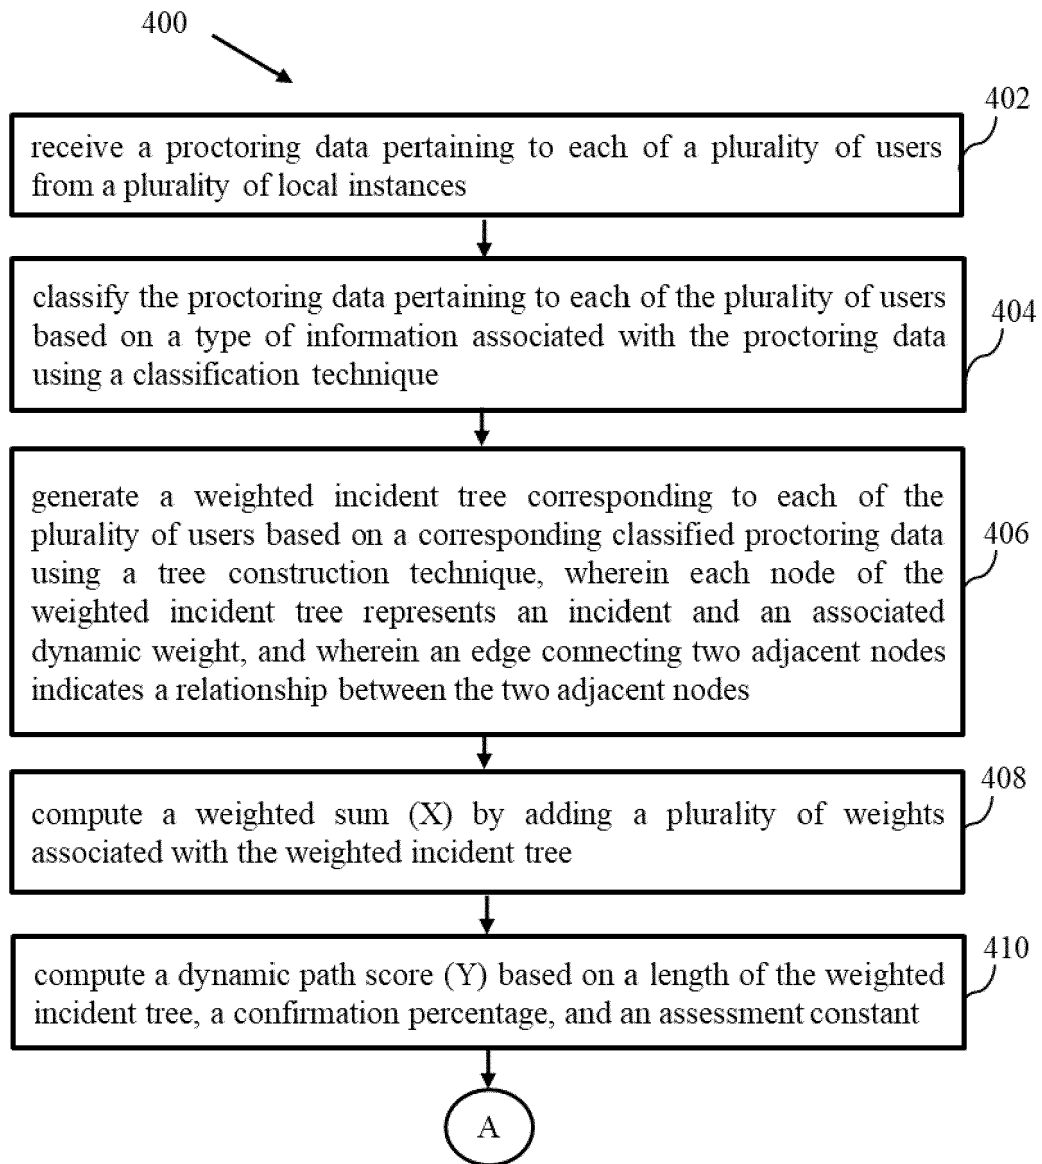 400
402
receive a proctoring data pertaining to each of a plurality of users
from a plurality of local instances
classify the proctoring data pertaining to each of the plurality of users
based on a type of information associated with the proctoring data
using a classification technique
404
generate a weighted incident tree corresponding to each of the
plurality of users based on a corresponding classified proctoring data
using a tree construction technique, wherein each node of the
weighted incident tree represents an incident and an associated
dynamic weight, and wherein an edge connecting two adjacent nodes
indicates a relationship between the two adjacent nodes
406
408
compute a weighted sum (X) by adding a plurality of weights
associated with the weighted incident tree
410
compute a dynamic path score (Y) based on a length of the weighted
incident tree, a confirmation percentage, and an assessment constant
A